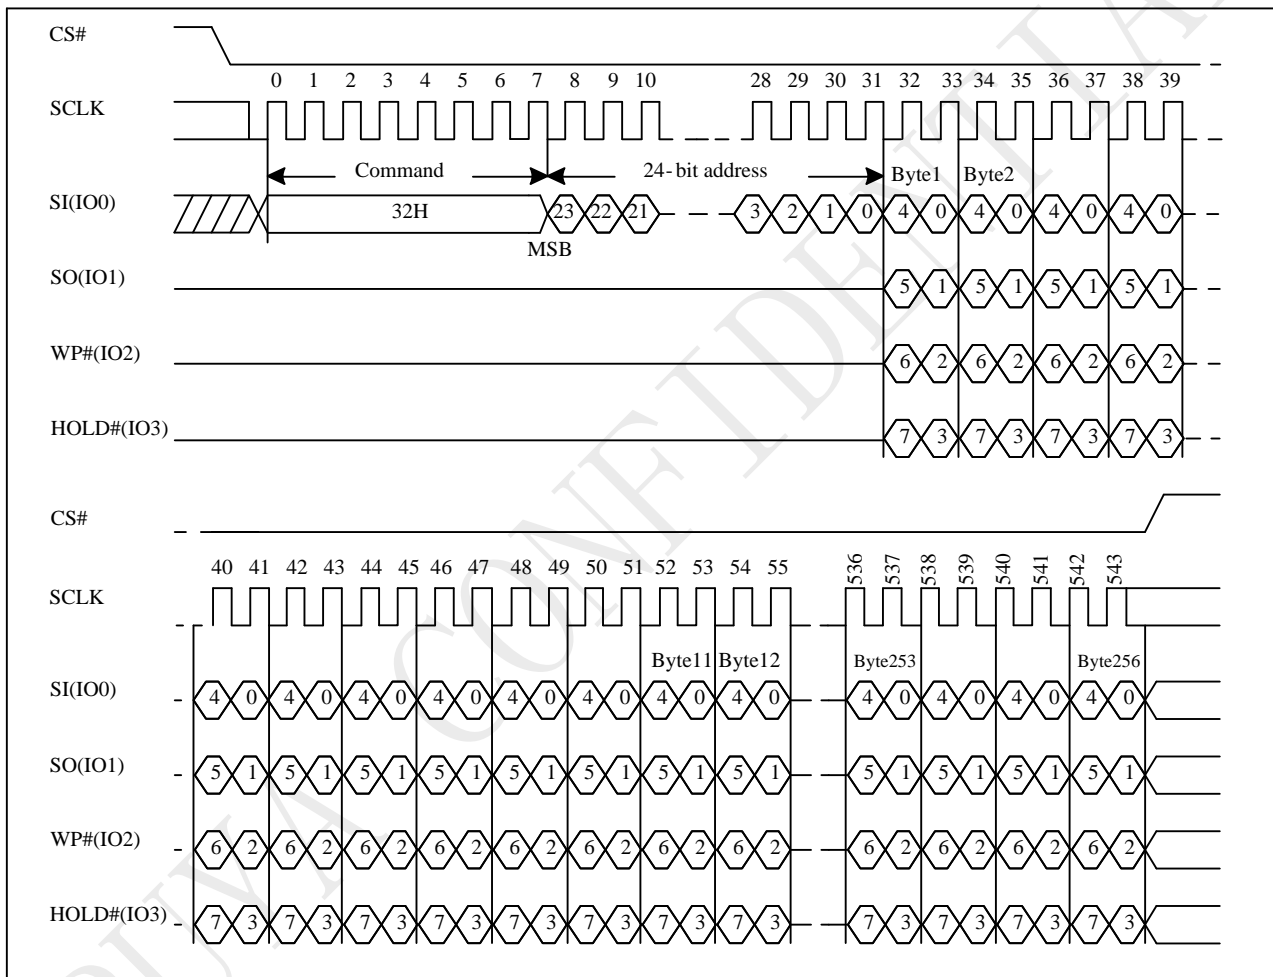 CS#
0 1 2 3 4 5 6 7 8 9 10 28 29 30 31 32 33 34 35 36 37 38 39
SCLK
Command 24-bit address Byte1 Byte2
SI(IO0) 32H 23 22 21 3 2 1 0 4 0 4 0 4 0 4 0
MSB
SO(IO1) 5 1 5 1 5 1 5 1
WP#(IO2) 6 2 6 2 6 2 6 2
HOLD#(IO3) 7 3 7 3 7 3 7 3
CS#
40 41 42 43 44 45 46 47 48 49 50 51 52 53 54 55 536 537 538 539 540 541 542 543
SCLK
Byte11 Byte12 Byte253 Byte256
SI(IO0) 4 0 4 0 4 0 4 0 4 0 4 0 4 0 4 0 4 0 4 0 4 0 4 0
SO(IO1) 5 1 5 1 5 1 5 1 5 1 5 1 5 1 5 1 5 1 5 1 5 1 5 1
WP#(IO2) 6 2 6 2 6 2 6 2 6 2 6 2 6 2 6 2 6 2 6 2 6 2 6 2
HOLD#(IO3) 7 3 7 3 7 3 7 3 7 3 7 3 7 3 7 3 7 3 7 3 7 3 7 3
PUYA CONFIDENTIAL